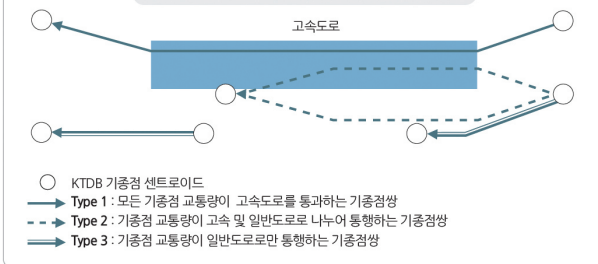 고속도로
KTDB 기종점 센트로이드
Type 1 : 모든 기종점 교통량이 고속도로를 통과하는 기종점쌍
Type 2 : 기종점 교통량이 고속 및 일반도로로 나누어 통행하는 기종점쌍
Type 3 : 기종점 교통량이 일반도로로만 통행하는 기종점쌍